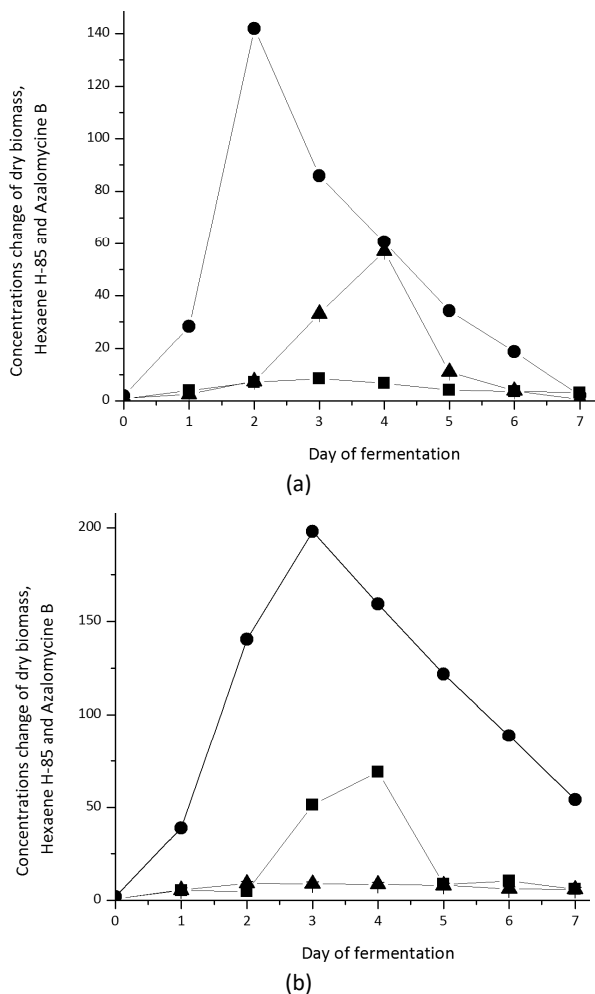 Concentrations change of dry biomass,
Hexaene H-85 and Azalomycine B
140
120
100
80
60
40
20
0
0 1 2 3 4 5 6 7
Day of fermentation
(a)
Concentrations change of dry biomass,
Hexaene H-85 and Azalomycine B
200
150
100
50
0
0 1 2 3 4 5 6 7
Day of fermentation
(b)